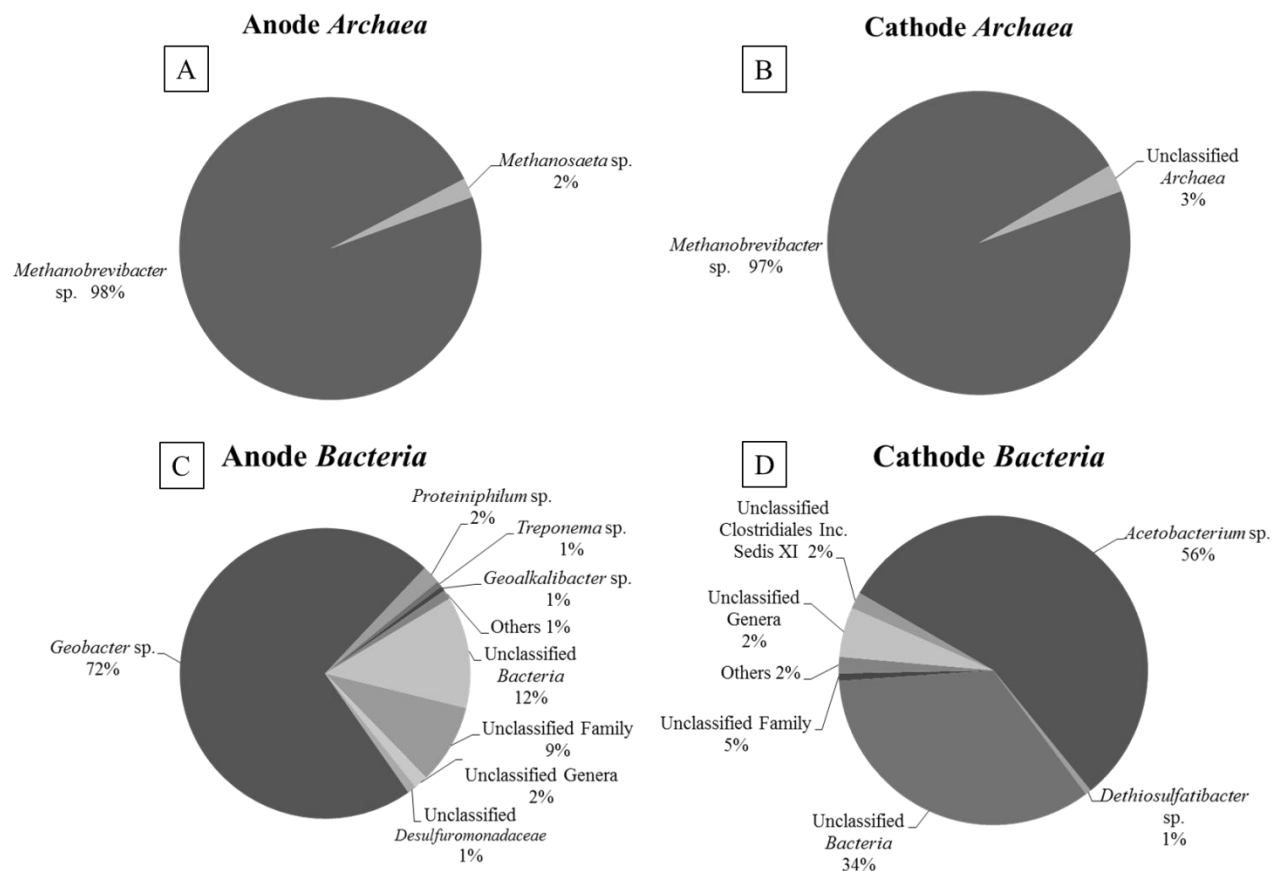 Anode Archaea
A
Methanosaeta sp.
2%
Methanobrevibacter
sp. 98%
Cathode Archaea
B
Unclassified
Archaea
3%
Methanobrevibacter
sp. 97%
C
Anode Bacteria
Proteiniphilum sp.
2%
Treponema sp.
1%
Geoalkalibacter sp.
1%
Others 1%
Unclassified
Bacteria
12%
Unclassified Family
9%
Unclassified Genera
2%
Unclassified
Desulfuromonadaceae
1%
Geobacter sp.
72%
D
Cathode Bacteria
Unclassified
Clostridiales Inc.
Sedis XI 2%
Unclassified
Genera
2%
Others 2%
Unclassified Family
5%
Unclassified
Bacteria
34%
Acetobacterium sp.
56%
Dethiosulfatibacter
sp.
1%